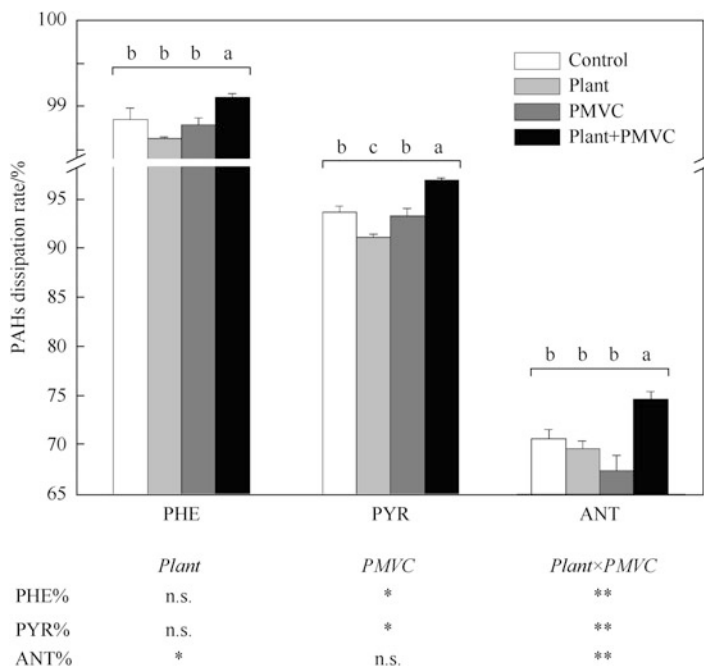 100
b b b a
Control
Plant
PMVC
Plant+PMVC
99
b c b a
95
90
85
b b b a
80
75
70
65
PAHs dissipation rate/%
PHE PYR ANT
Plant PMVC Plant×PMVC
PHE% n.s. * **
PYR% n.s. * **
ANT% * n.s. **